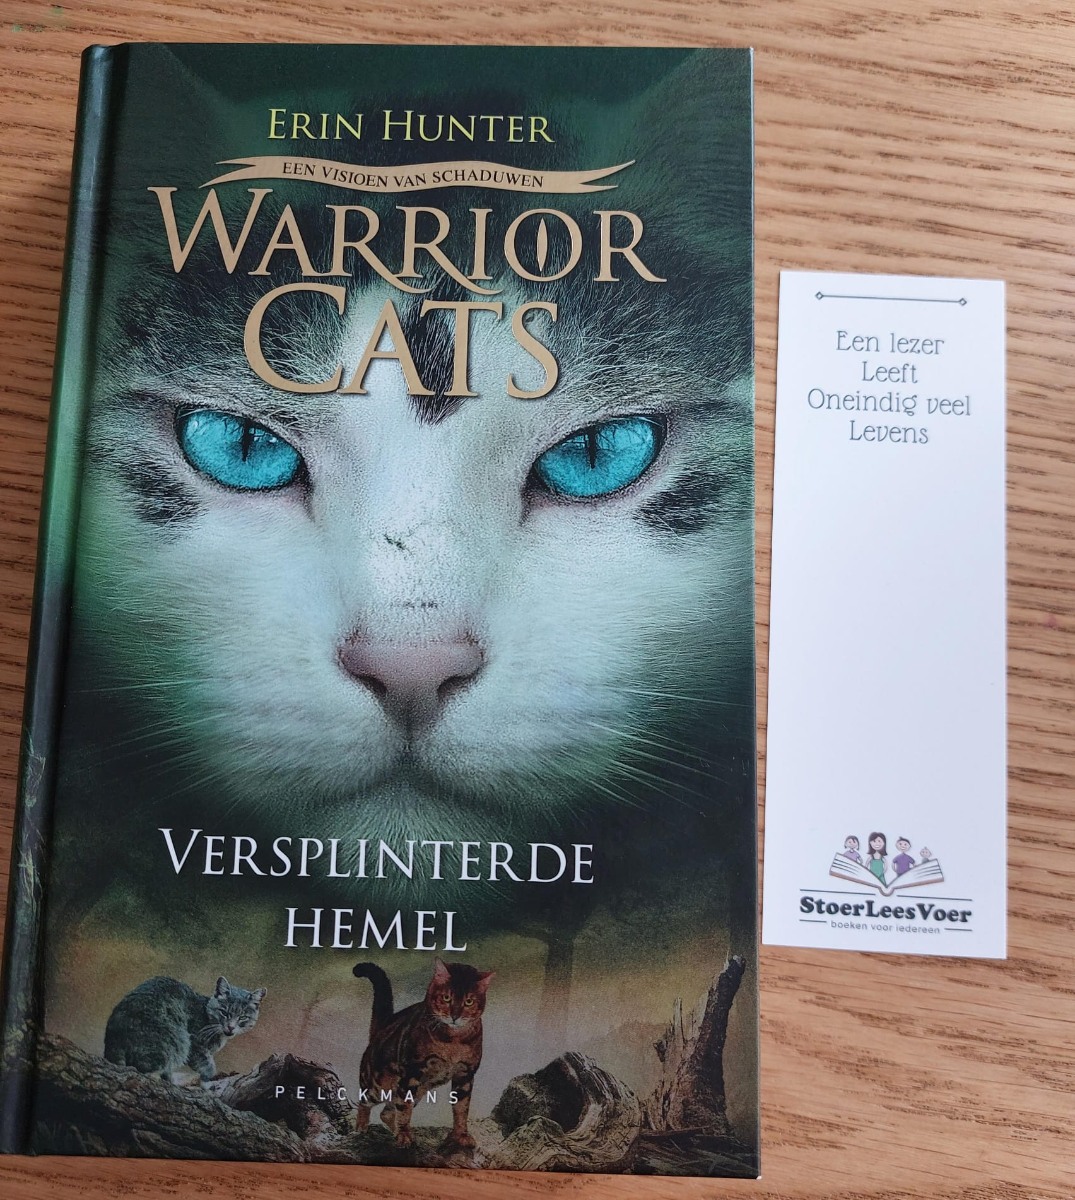 ERIN HUNTER
EEN VISIOEN VAN SCHADUWEN
WARRIOR
CATS
VERSPLINTERDE
HEMEL
PELCKMANS
Een lezer
Leeft
Oneindig veel
Levens
StoerLeesVoer
boeken voor iedereen